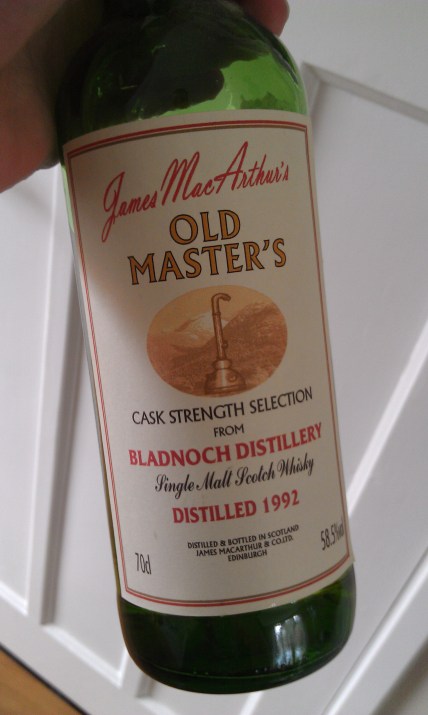 James MacArthur's
OLD
MASTER'S
CASK STRENGTH SELECTION
FROM
BLADNOCH DISTILLERY
Single Malt Scotch Whisky
DISTILLED 1992
DISTILLED & BOTTLED IN SCOTLAND
JAMES MACARTHUR & CO.LTD.
EDINBURGH
70cl 58.5%vol